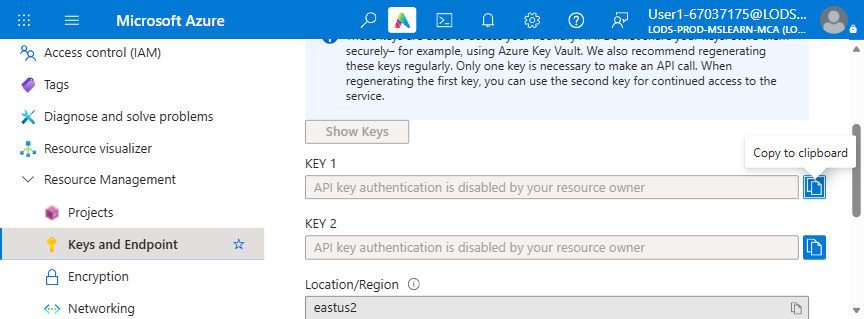 Microsoft Azure
User1-67037175@LODS...
LODS-PROD-MSLEARN-MCA (LO...
Access control (IAM)
Tags
Diagnose and solve problems
Resource visualizer
Resource Management
Projects
Keys and Endpoint
Encryption
Networking
securely– for example, using Azure Key Vault. We also recommend regenerating
these keys regularly. Only one key is necessary to make an API call. When
regenerating the first key, you can use the second key for continued access to the
service.
Show Keys
Copy to clipboard
KEY 1
API key authentication is disabled by your resource owner
KEY 2
API key authentication is disabled by your resource owner
Location/Region
eastus2